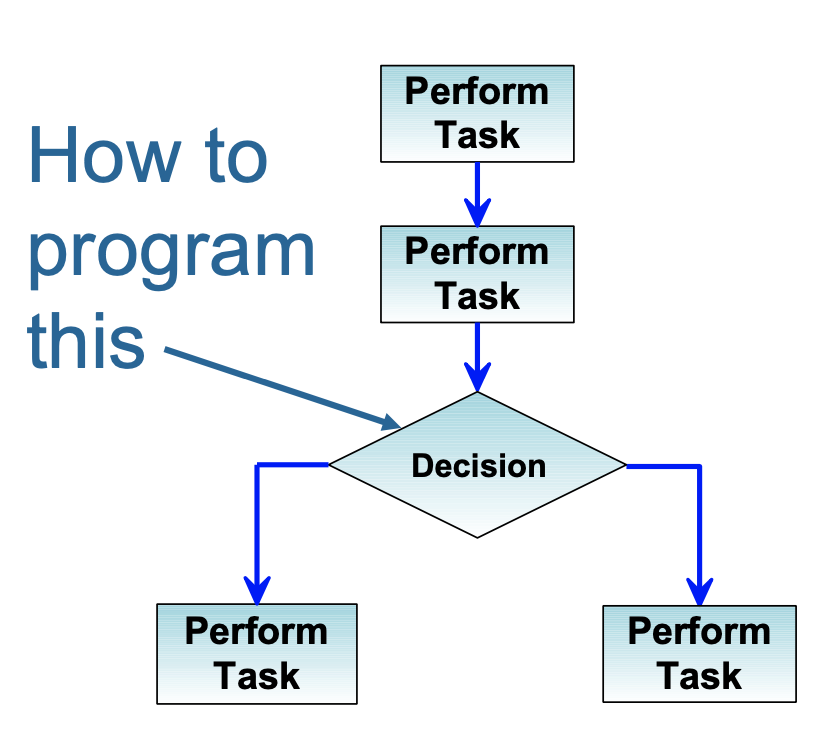 How to
program
this
Perform
Task
Perform
Task
Decision
Perform
Task
Perform
Task